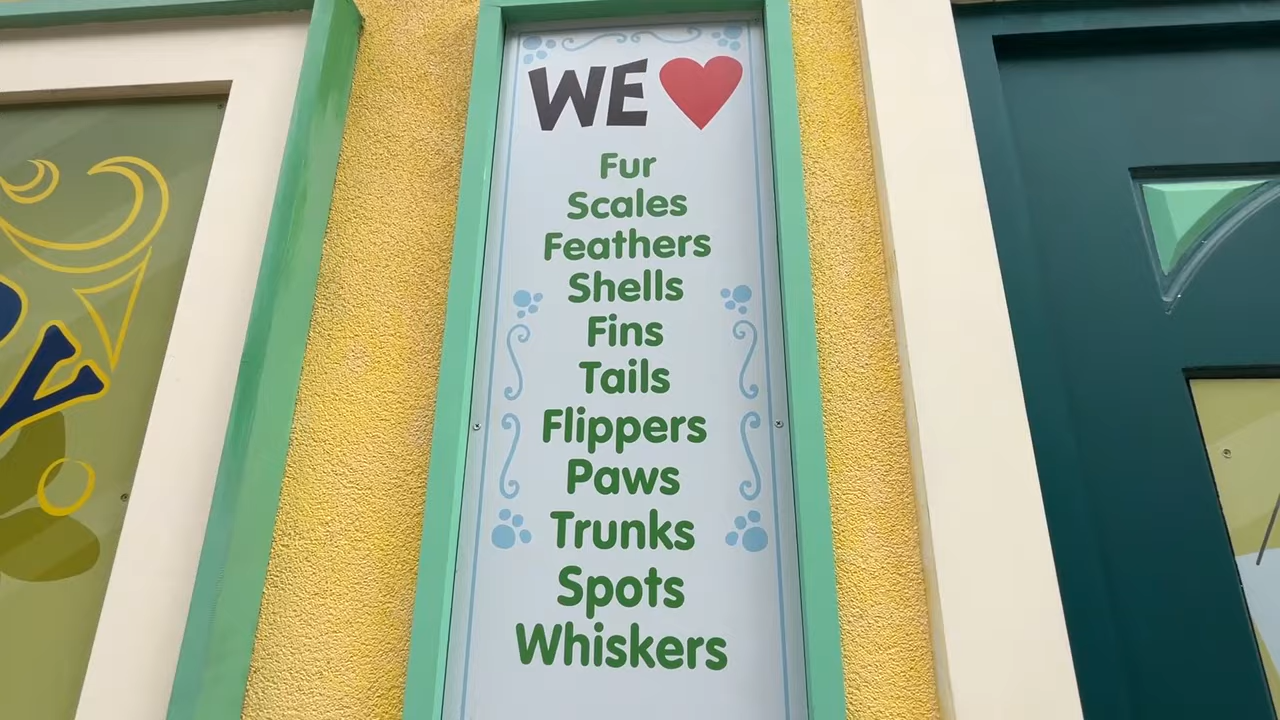 WE ❤
Fur
Scales
Feathers
Shells
Fins
Tails
Flippers
Paws
Trunks
Spots
Whiskers